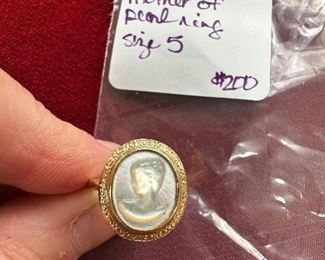 mother of
pearl ring
size 5
$200